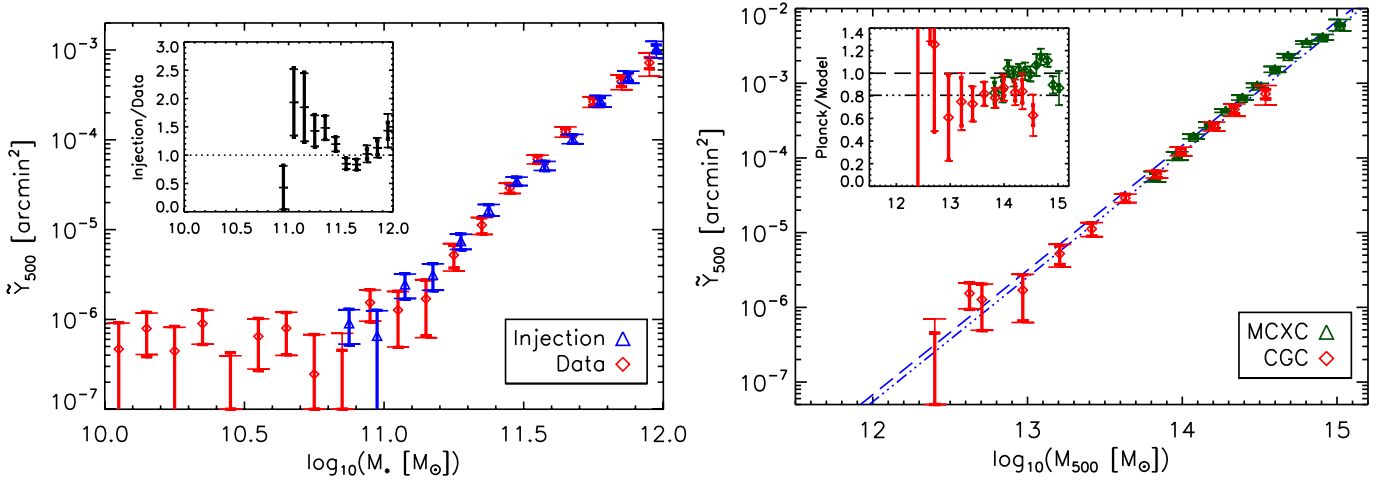 10⁻³
10⁻⁴
10⁻⁵
10⁻⁶
10⁻⁷
Ỹ₅₀₀ [arcmin²]
3.0
2.5
2.0
1.5
1.0
0.5
0.0
Injection/Data
10.0 10.5 11.0 11.5 12.0
Injection
Data
10.0 10.5 11.0 11.5 12.0
log₁₀(M* [M⊙])
10⁻²
10⁻³
10⁻⁴
10⁻⁵
10⁻⁶
10⁻⁷
Ỹ₅₀₀ [arcmin²]
1.4
1.2
1.0
0.8
0.6
0.4
0.2
0.0
Planck/Model
12 13 14 15
MCXC
CGC
12 13 14 15
log₁₀(M₅₀₀ [M⊙])